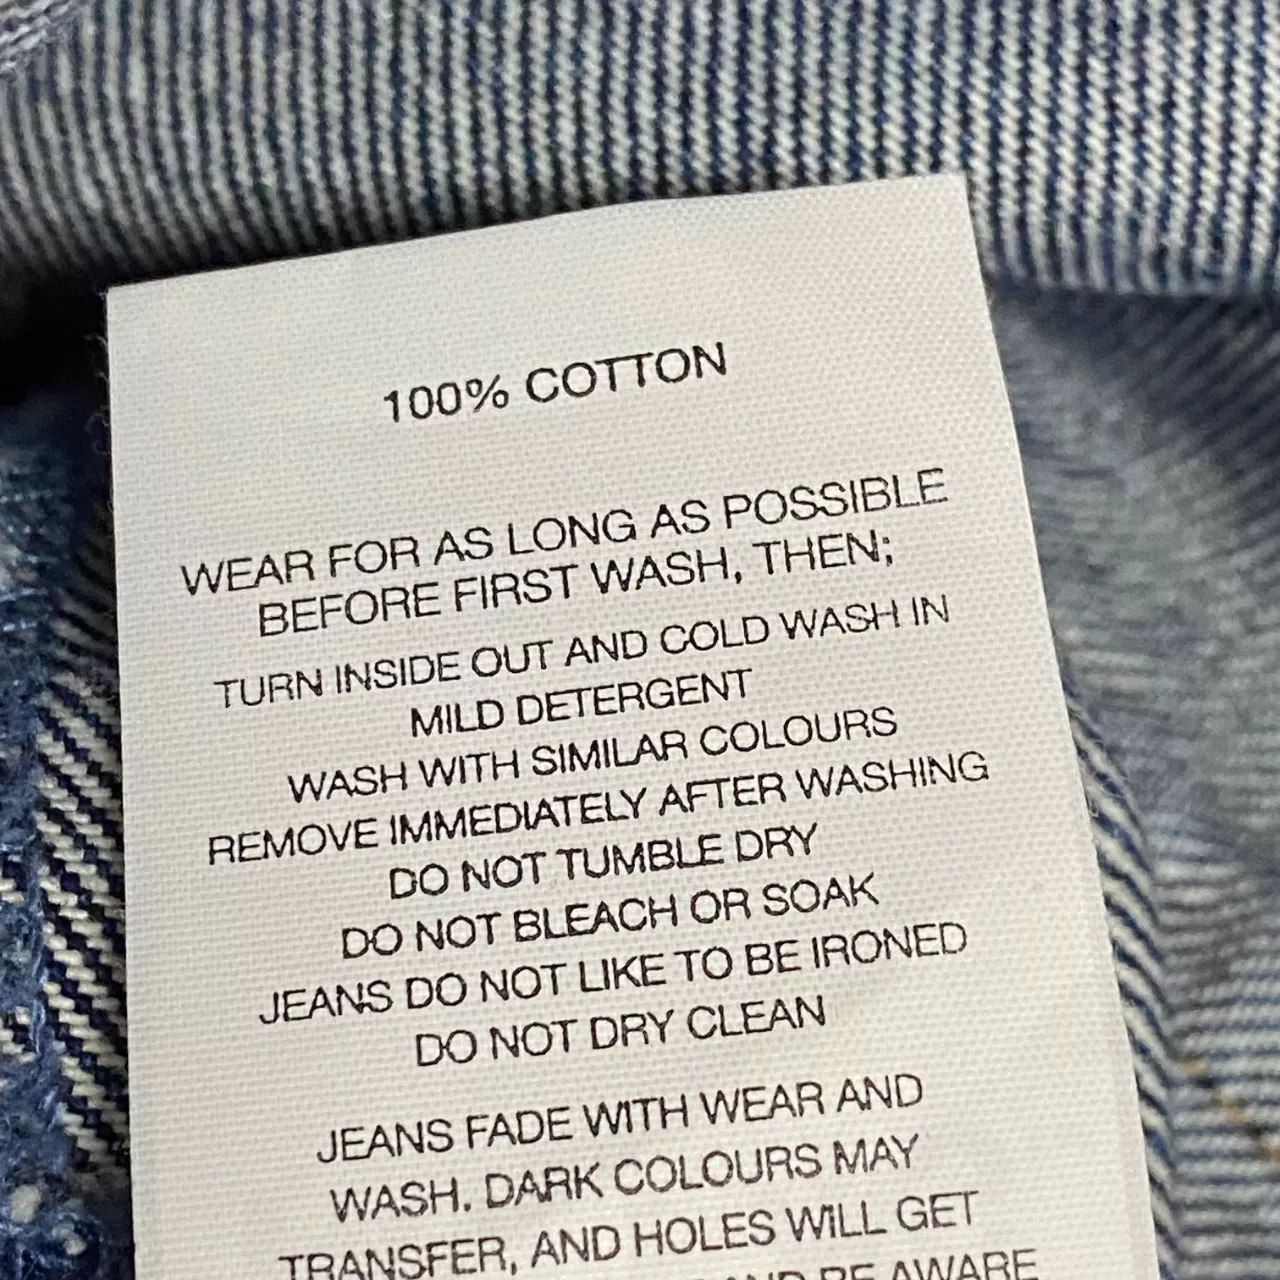 100% COTTON
WEAR FOR AS LONG AS POSSIBLE
BEFORE FIRST WASH, THEN;
TURN INSIDE OUT AND COLD WASH IN
MILD DETERGENT
WASH WITH SIMILAR COLOURS
REMOVE IMMEDIATELY AFTER WASHING
DO NOT TUMBLE DRY
DO NOT BLEACH OR SOAK
JEANS DO NOT LIKE TO BE IRONED
DO NOT DRY CLEAN
JEANS FADE WITH WEAR AND
WASH. DARK COLOURS MAY
TRANSFER, AND HOLES WILL GET
AND BE AWARE